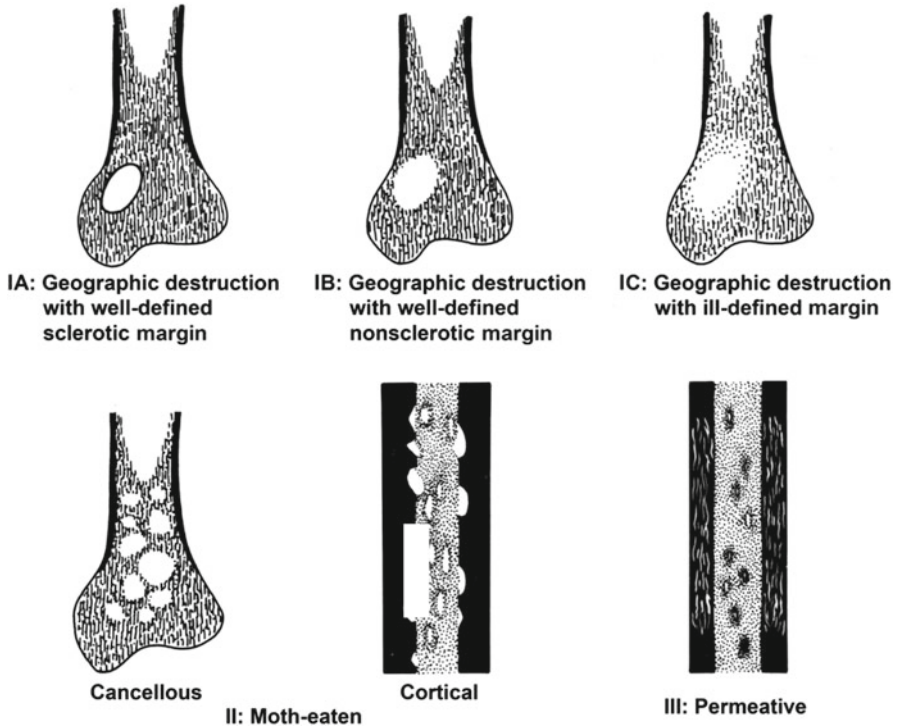 IA: Geographic destruction
with well-defined
sclerotic margin
IB: Geographic destruction
with well-defined
nonsclerotic margin
IC: Geographic destruction
with ill-defined margin
Cancellous
Cortical
II: Moth-eaten
III: Permeative